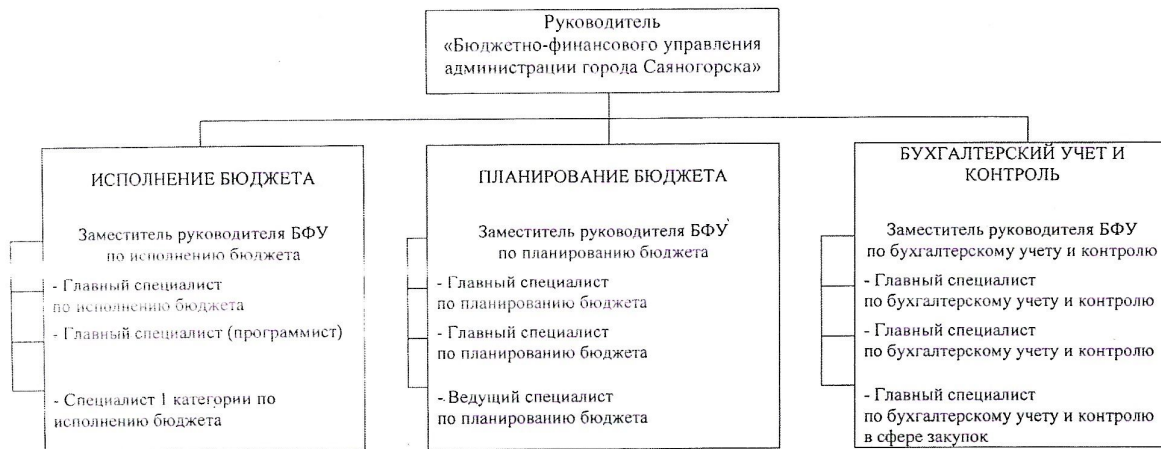 Руководитель
«Бюджетно-финансового управления
администрации города Саяногорска»
ИСПОЛНЕНИЕ БЮДЖЕТА
Заместитель руководителя БФУ
по исполнению бюджета
- Главный специалист
по исполнению бюджета
- Главный специалист (программист)
- Специалист 1 категории по
исполнению бюджета
ПЛАНИРОВАНИЕ БЮДЖЕТА
Заместитель руководителя БФУ
по планированию бюджета
- Главный специалист
по планированию бюджета
- Главный специалист
по планированию бюджета
- Ведущий специалист
по планированию бюджета
БУХГАЛТЕРСКИЙ УЧЕТ И
КОНТРОЛЬ
Заместитель руководителя БФУ
по бухгалтерскому учету и контролю
- Главный специалист
по бухгалтерскому учету и контролю
- Главный специалист
по бухгалтерскому учету и контролю
- Главный специалист
по бухгалтерскому учету и контролю
в сфере закупок